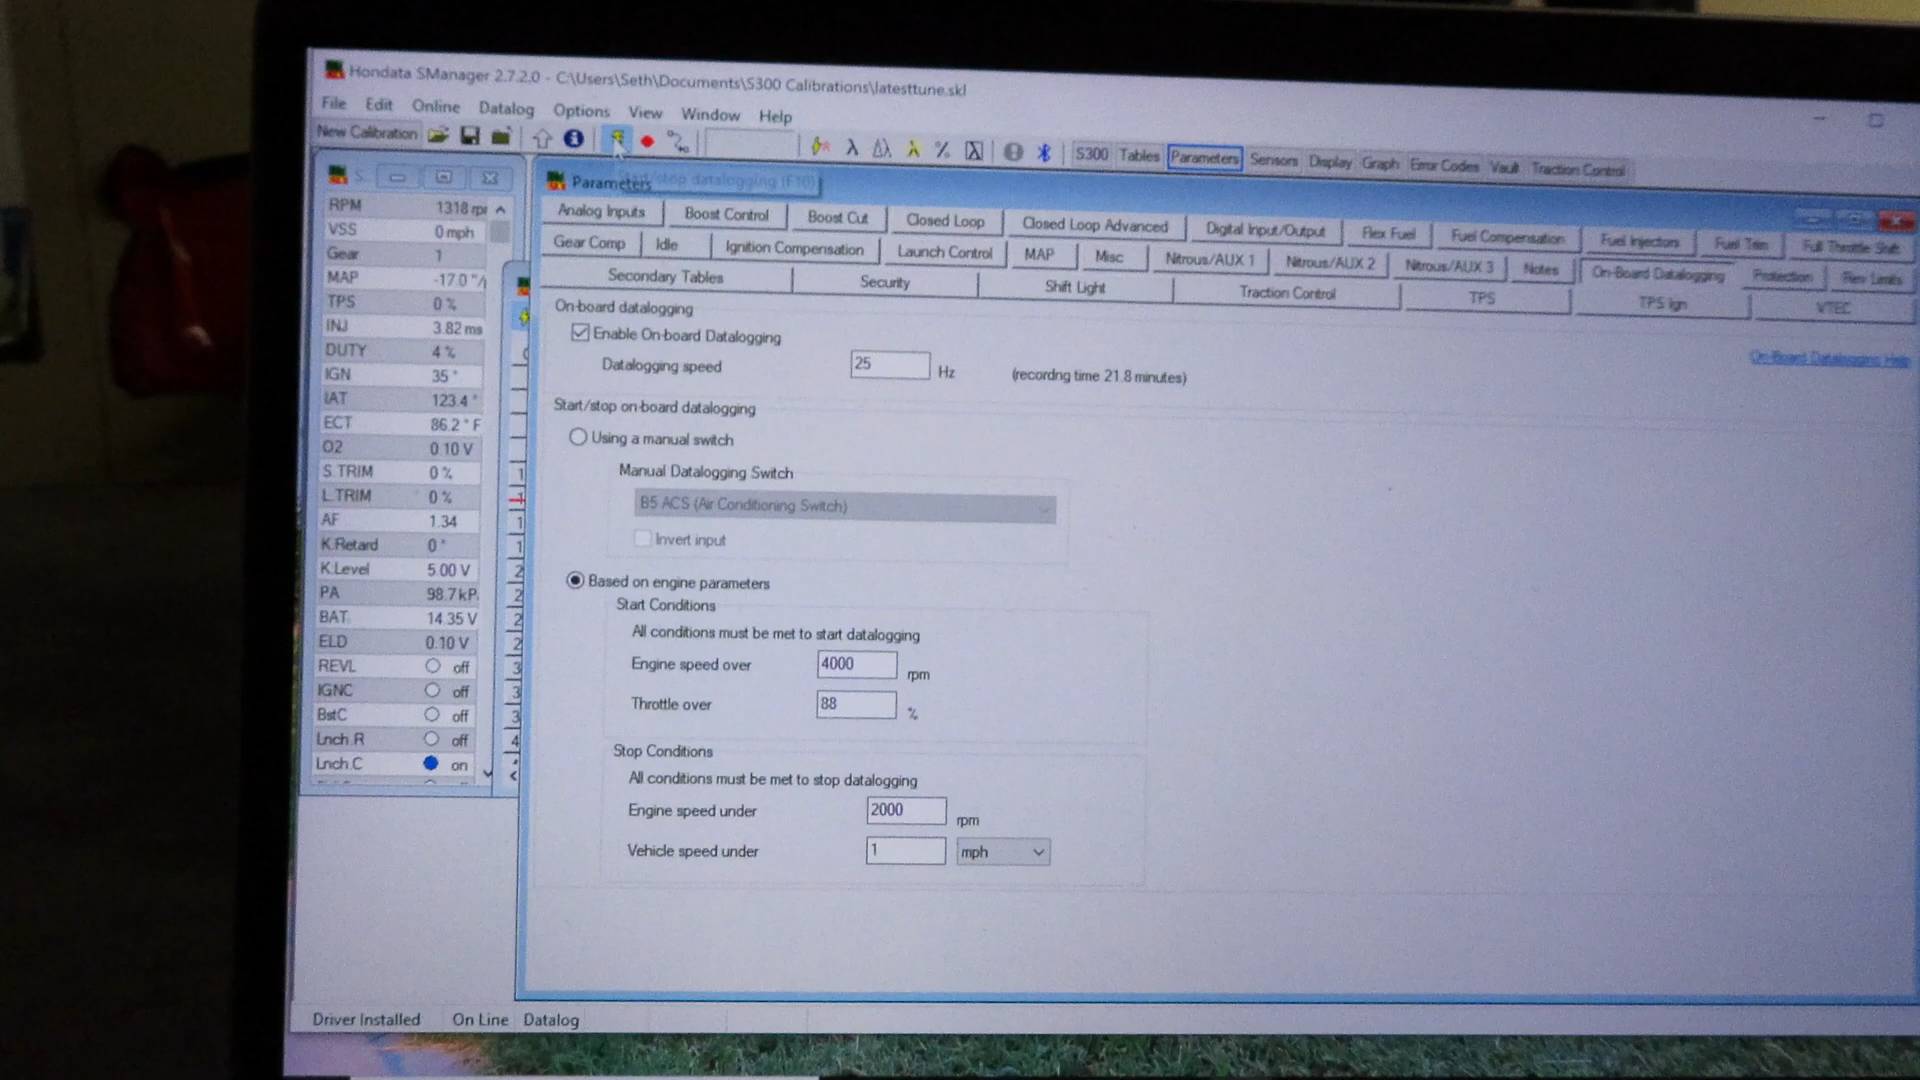 Hondata SManager 2.7.2.0 - C:\Users\Seth\Documents\S300 Calibrations\latesttune.skl
File Edit Online Datalog Options View Window Help
New Calibration
S300 Tables Parameters Sensors Display Graph Error Codes Vault Traction Control
Start/stop datalogging (F10)
S...
Parameters
Analog Inputs Boost Control Boost Cut Closed Loop Closed Loop Advanced Digital Input/Output Flex Fuel Fuel Compensation Fuel Injectors Fuel Trim Full Throttle Shift
Gear Comp Idle Ignition Compensation Launch Control MAP Misc Nitrous/AUX 1 Nitrous/AUX 2 Nitrous/AUX 3 Notes On-Board Datalogging Protection Rev Limits
Secondary Tables Security Shift Light Traction Control TPS TPS Ign VTEC
RPM 1318 rp
VSS 0 mph
Gear 1
MAP -17.0 "/
TPS 0 %
INJ 3.82 ms
DUTY 4 %
IGN 35 °
IAT 123.4 °
ECT 86.2 ° F
O2 0.10 V
S.TRIM 0 %
L.TRIM 0 %
AF 1.34
K.Retard 0 °
K.Level 5.00 V
PA 98.7 kP.
BAT 14.35 V
ELD 0.10 V
REVL off
IGNC off
BstC off
Lnch.R off
Lnch.C on
On-board datalogging
Enable On-board Datalogging
On-Board Datalogging Help
Datalogging speed 25 Hz (recordng time 21.8 minutes)
Start/stop on-board datalogging
Using a manual switch
Manual Datalogging Switch
B5 ACS (Air Conditioning Switch)
Invert input
Based on engine parameters
Start Conditions
All conditions must be met to start datalogging
Engine speed over 4000 rpm
Throttle over 88 %
Stop Conditions
All conditions must be met to stop datalogging
Engine speed under 2000 rpm
Vehicle speed under 1 mph
Driver Installed On Line Datalog